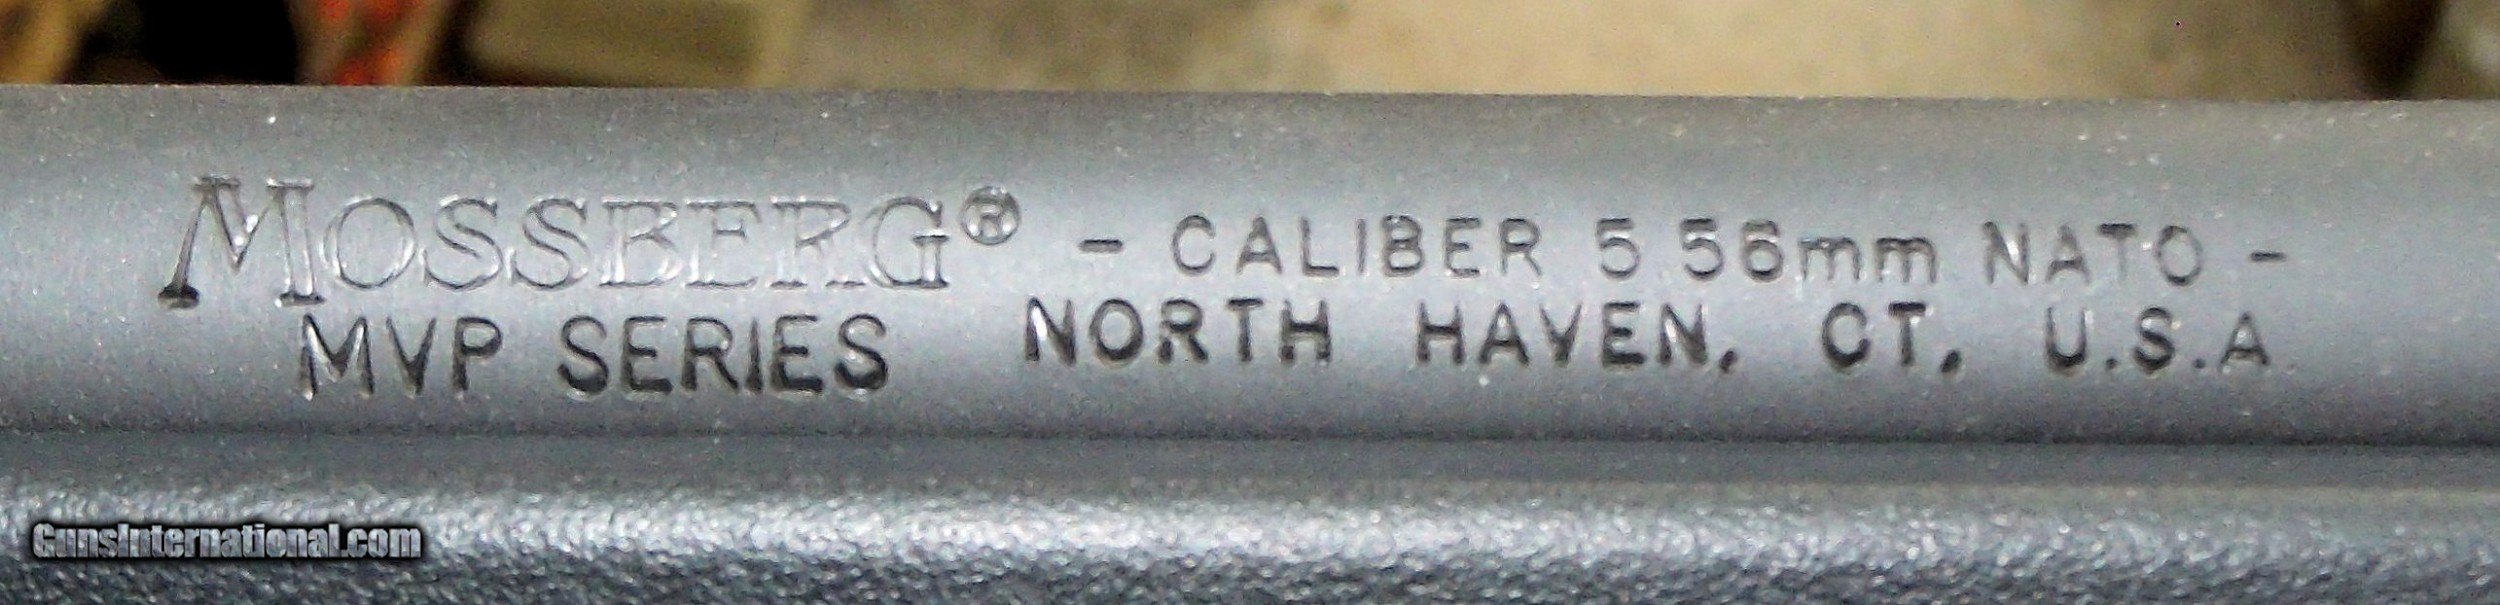 MOSSBERG® - CALIBER 5.56mm NATO -
MVP SERIES NORTH HAVEN, CT. U.S.A.
GunsInternational.com